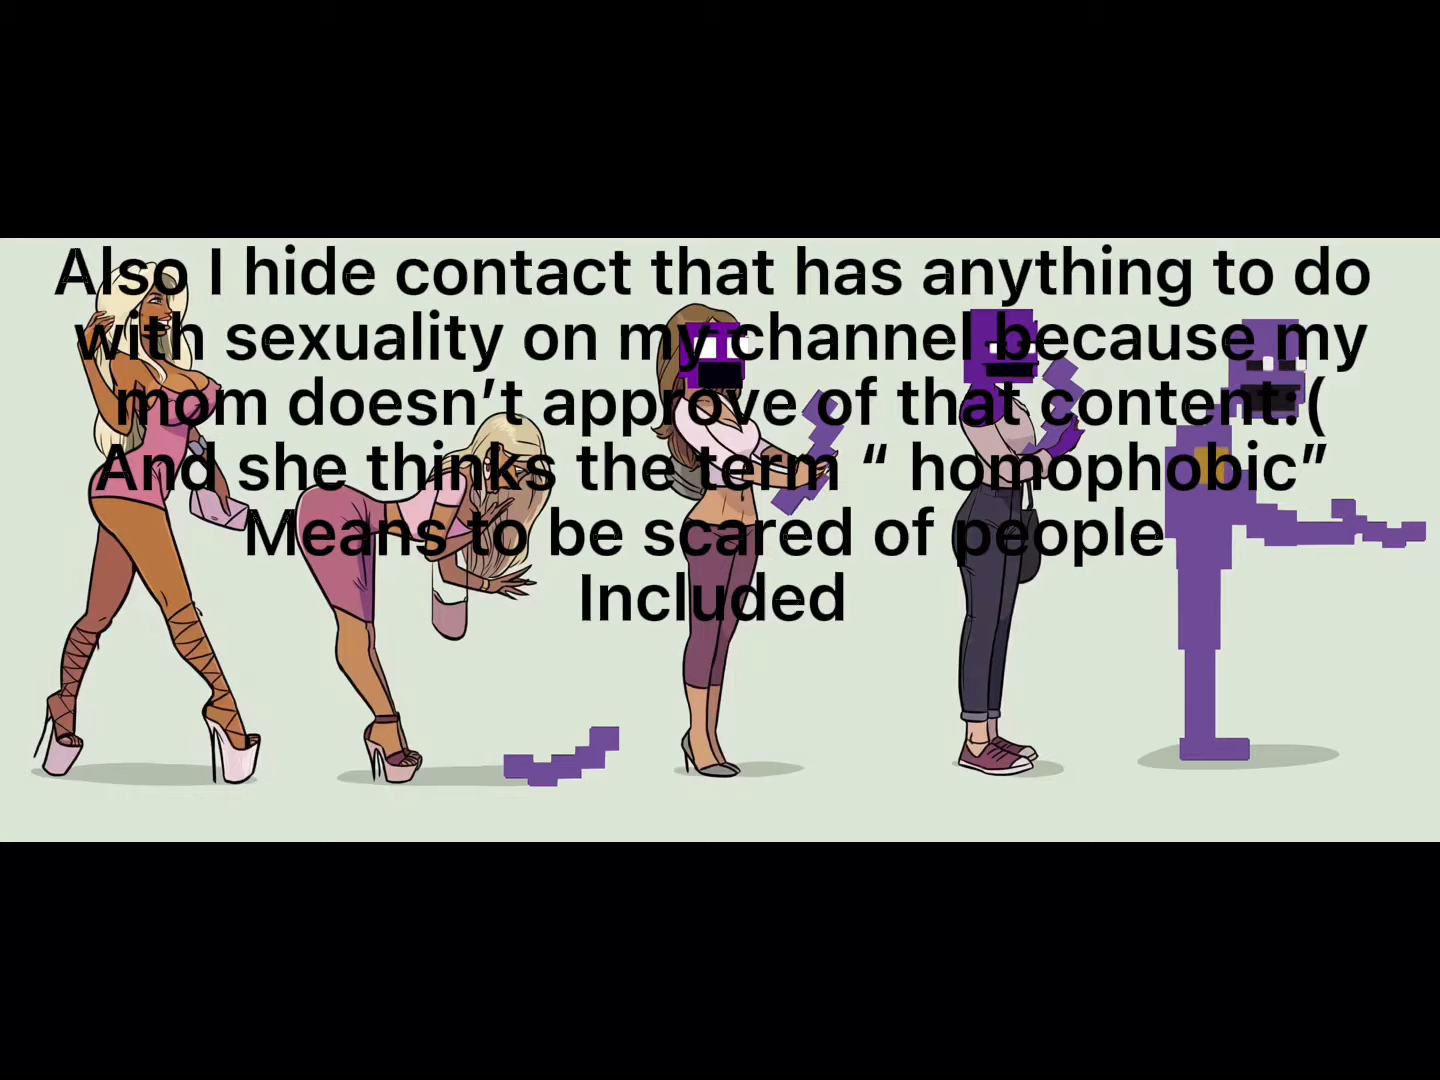 Also I hide contact that has anything to do
with sexuality on my channel because my
mom doesn’t approve of that content:(
And she thinks the term “ homophobic”
Means to be scared of people
Included